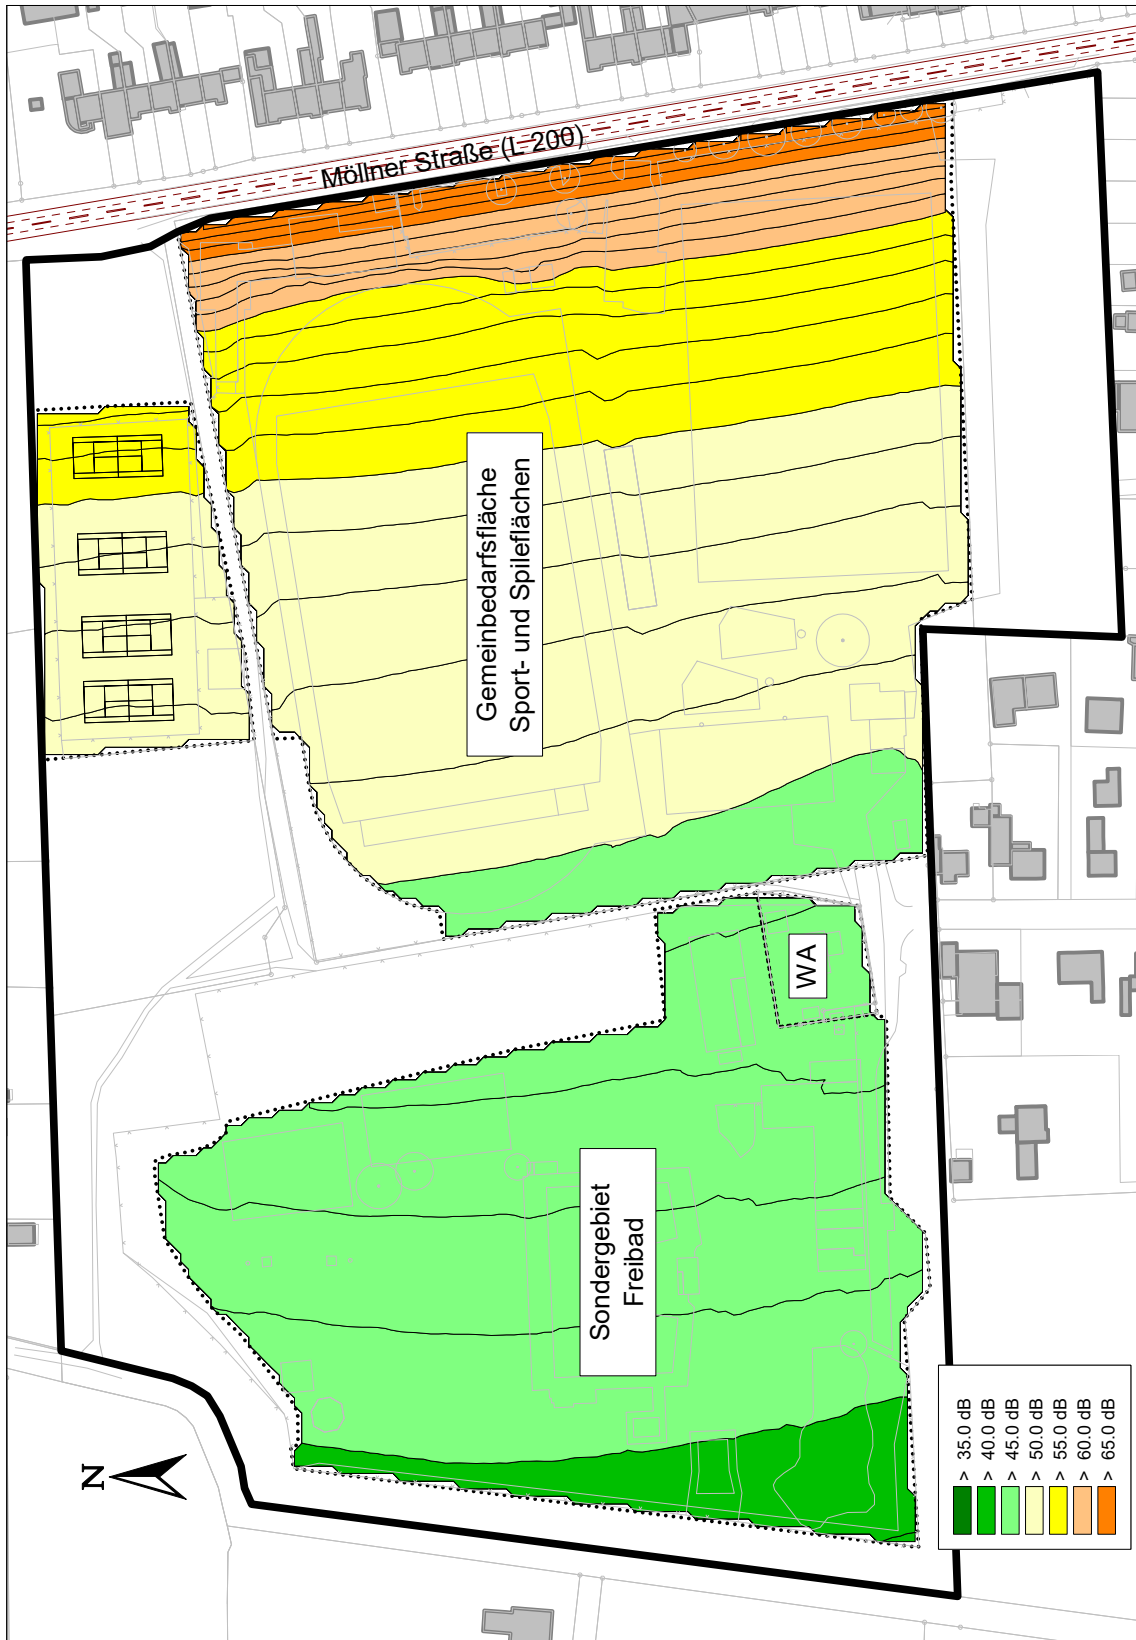 Möllner Straße (L 200)
Gemeinbedarfsfläche
Sport- und Spileflächen
WA
Sondergebiet
Freibad
N
> 35.0 dB
> 40.0 dB
> 45.0 dB
> 50.0 dB
> 55.0 dB
> 60.0 dB
> 65.0 dB